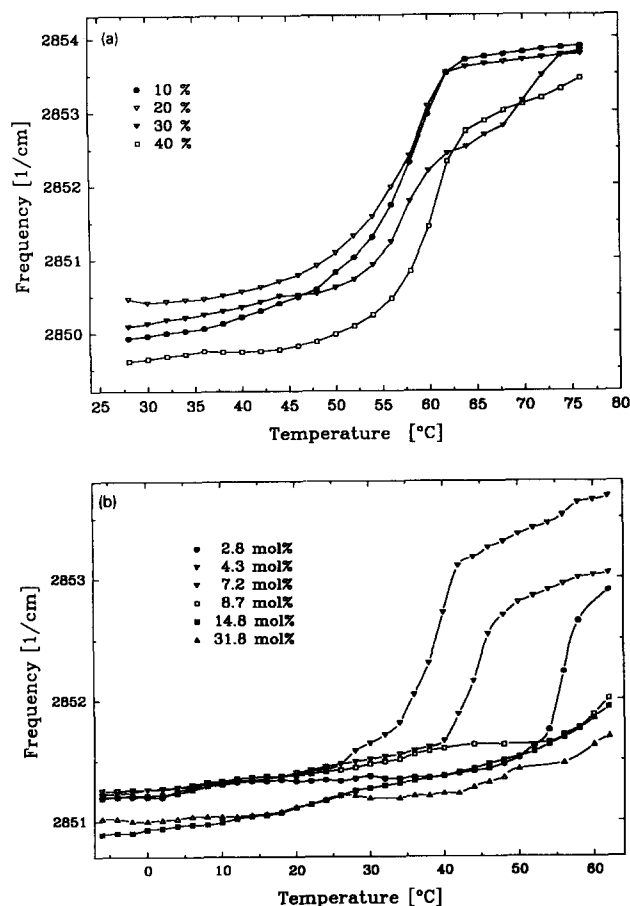 (a)
2854
2853
2852
2851
2850
Frequency [1/cm]
10 %
20 %
30 %
40 %
25 30 35 40 45 50 55 60 65 70 75 80
Temperature [°C]
(b)
2853
2852
2851
Frequency [1/cm]
2.8 mol%
4.3 mol%
7.2 mol%
8.7 mol%
14.8 mol%
31.8 mol%
0 10 20 30 40 50 60
Temperature [°C]